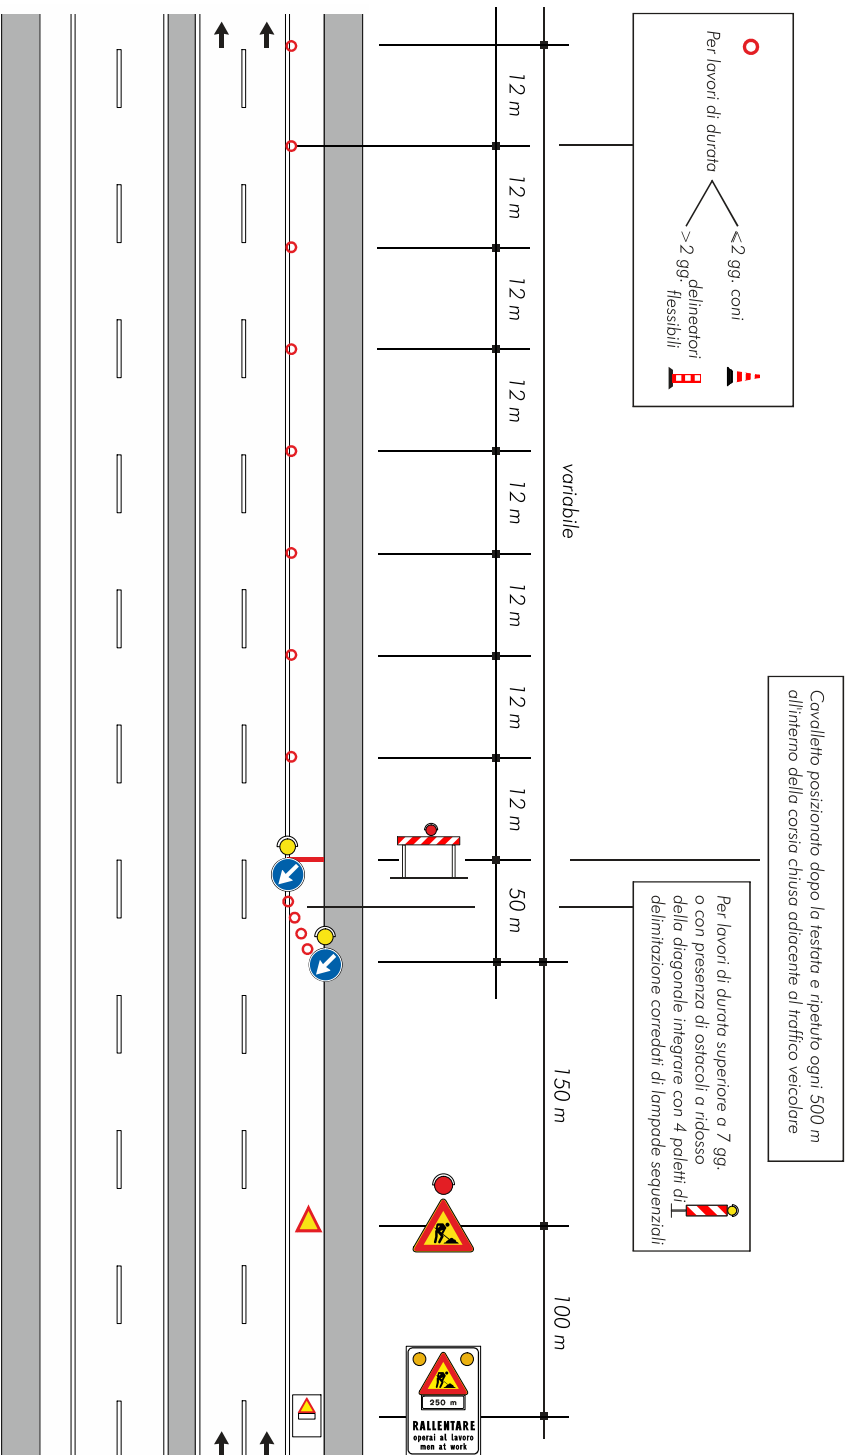 Per lavori di durata
<2 gg. coni
>2 gg. delineatori
flessibili
12 m
12 m
12 m
12 m
12 m
12 m
12 m
12 m
50 m
variabile
150 m
100 m
Cavalletto posizionato dopo la testata e ripetuto ogni 500 m
all'interno della corsia chiusa adiacente al traffico veicolare
Per lavori di durata superiore a 7 gg.
o con presenza di ostacoli a ridosso
della diagonale integrare con 4 paletti di
delimitazione corredati di lampade sequenziali
250 m
RALLENTARE
operai al lavoro
men at work